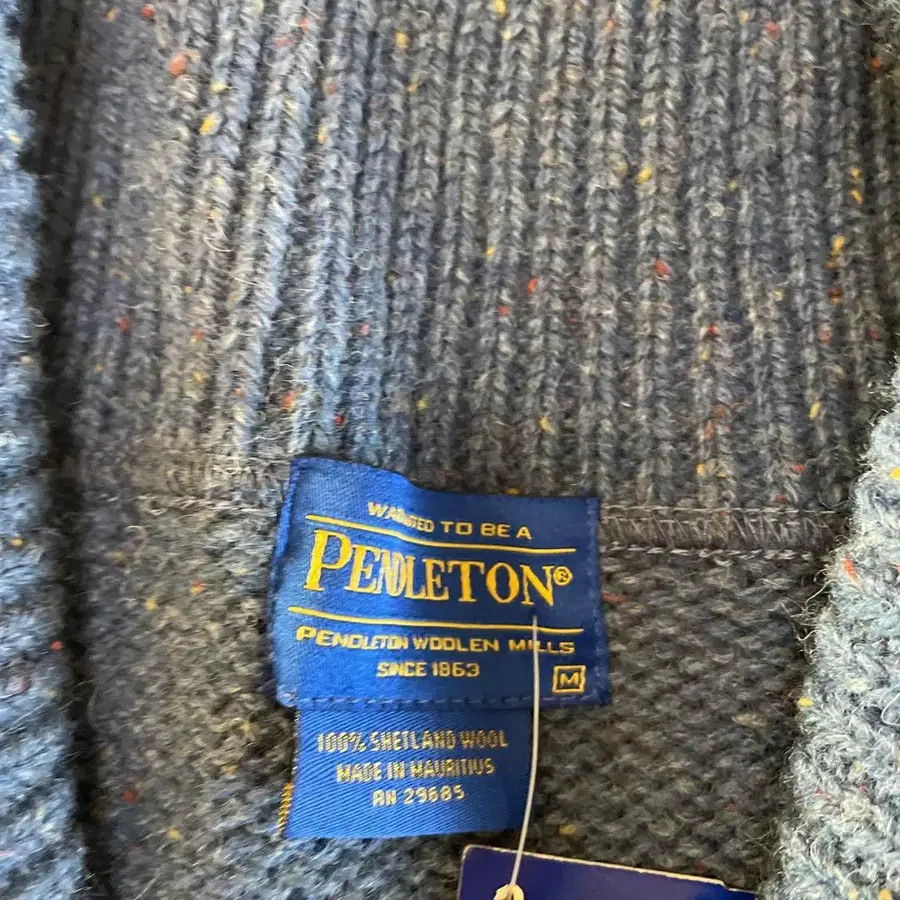 WARRANTED TO BE A
PENDLETON®
PENDLETON WOOLEN MILLS
SINCE 1863
M
100% SHETLAND WOOL
MADE IN MAURITIUS
RN 29685